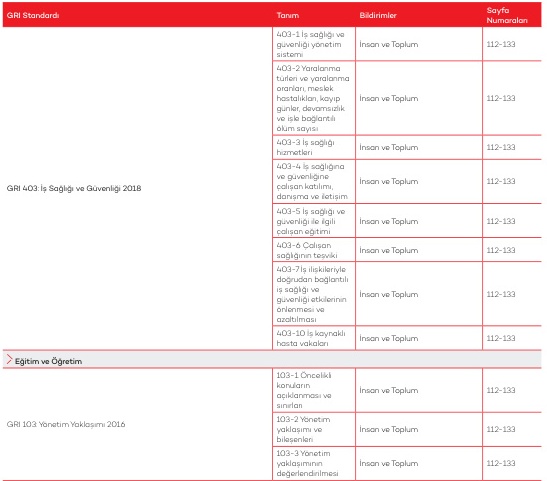 GRI Standardı Tanım Bildirimler Sayfa
Numaraları
403-1 İş sağlığı ve
güvenliği yönetim
sistemi
İnsan ve Toplum 112-133
403-2 Yaralanma
türleri ve yaralanma
oranları, meslek
hastalıkları, kayıp
günler, devamsızlık
ve işle bağlantılı
ölüm sayısı
İnsan ve Toplum 112-133
403-3 İş sağlığı
hizmetleri
İnsan ve Toplum 112-133
GRI 403: İş Sağlığı ve Güvenliği 2018
403-4 İş sağlığına
ve güvenliğine
çalışan katılımı,
danışma ve iletişim
İnsan ve Toplum 112-133
403-5 İş sağlığı ve
güvenliği ile ilgili
çalışan eğitimi
İnsan ve Toplum 112-133
403-6 Çalışan
sağlığının teşviki
İnsan ve Toplum 112-133
403-7 İş ilişkileriyle
doğrudan bağlantılı
iş sağlığı ve
güvenliği etkilerinin
önlenmesi ve
azaltılması
İnsan ve Toplum 112-133
403-10 İş kaynaklı
hasta vakaları
İnsan ve Toplum 112-133
Eğitim ve Öğretim
GRI 103: Yönetim Yaklaşımı 2016
103-1 Öncelikli
konuların
açıklanması ve
sınırları
İnsan ve Toplum 112-133
103-2 Yönetim
yaklaşımı ve
bileşenleri
İnsan ve Toplum 112-133
103-3 Yönetim
yaklaşımının
değerlendirilmesi
İnsan ve Toplum 112-133